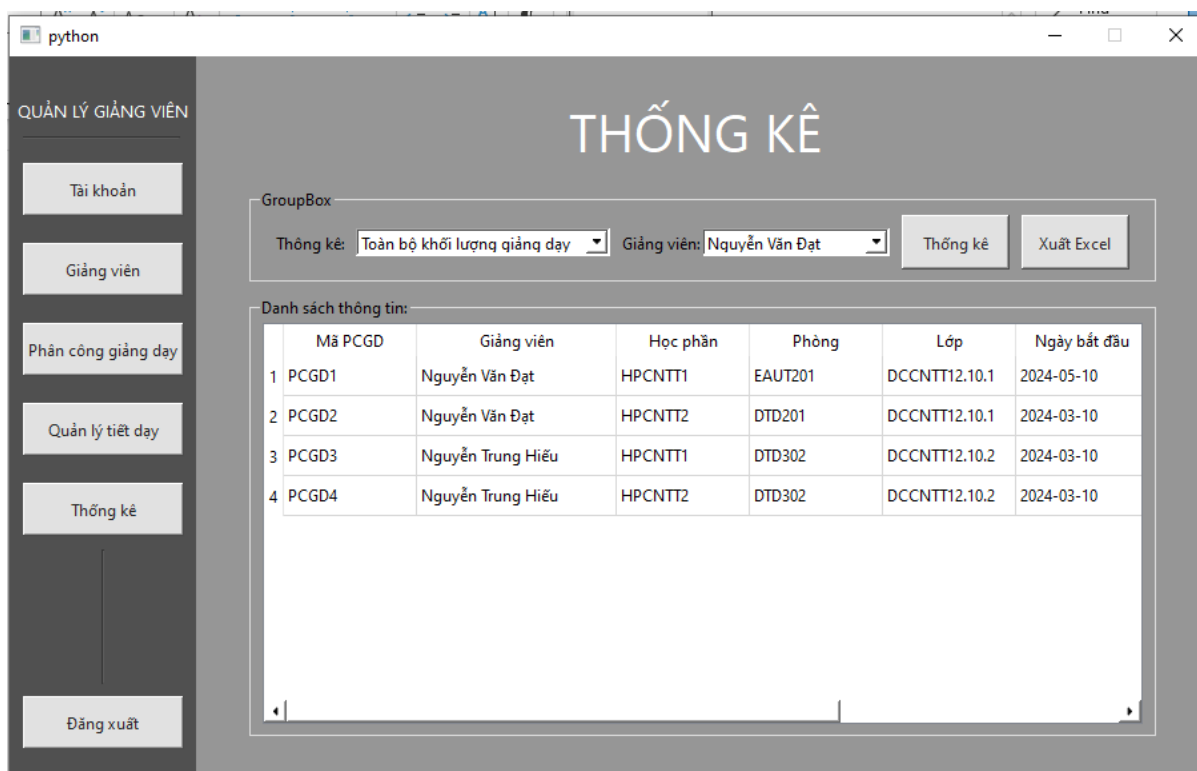 python
QUẢN LÝ GIẢNG VIÊN
Tài khoản
Giảng viên
Phân công giảng dạy
Quản lý tiết dạy
Thống kê
Đăng xuất
THỐNG KÊ
GroupBox
Thông kê: Toàn bộ khối lượng giảng dạy Giảng viên: Nguyễn Văn Đạt Thống kê Xuất Excel
Danh sách thông tin:
Mã PCGD Giảng viên Học phần Phòng Lớp Ngày bắt đầu
1 PCGD1 Nguyễn Văn Đạt HPCNTT1 EAUT201 DCCNTT12.10.1 2024-05-10
2 PCGD2 Nguyễn Văn Đạt HPCNTT2 DTD201 DCCNTT12.10.1 2024-03-10
3 PCGD3 Nguyễn Trung Hiếu HPCNTT1 DTD302 DCCNTT12.10.2 2024-03-10
4 PCGD4 Nguyễn Trung Hiếu HPCNTT2 DTD302 DCCNTT12.10.2 2024-03-10